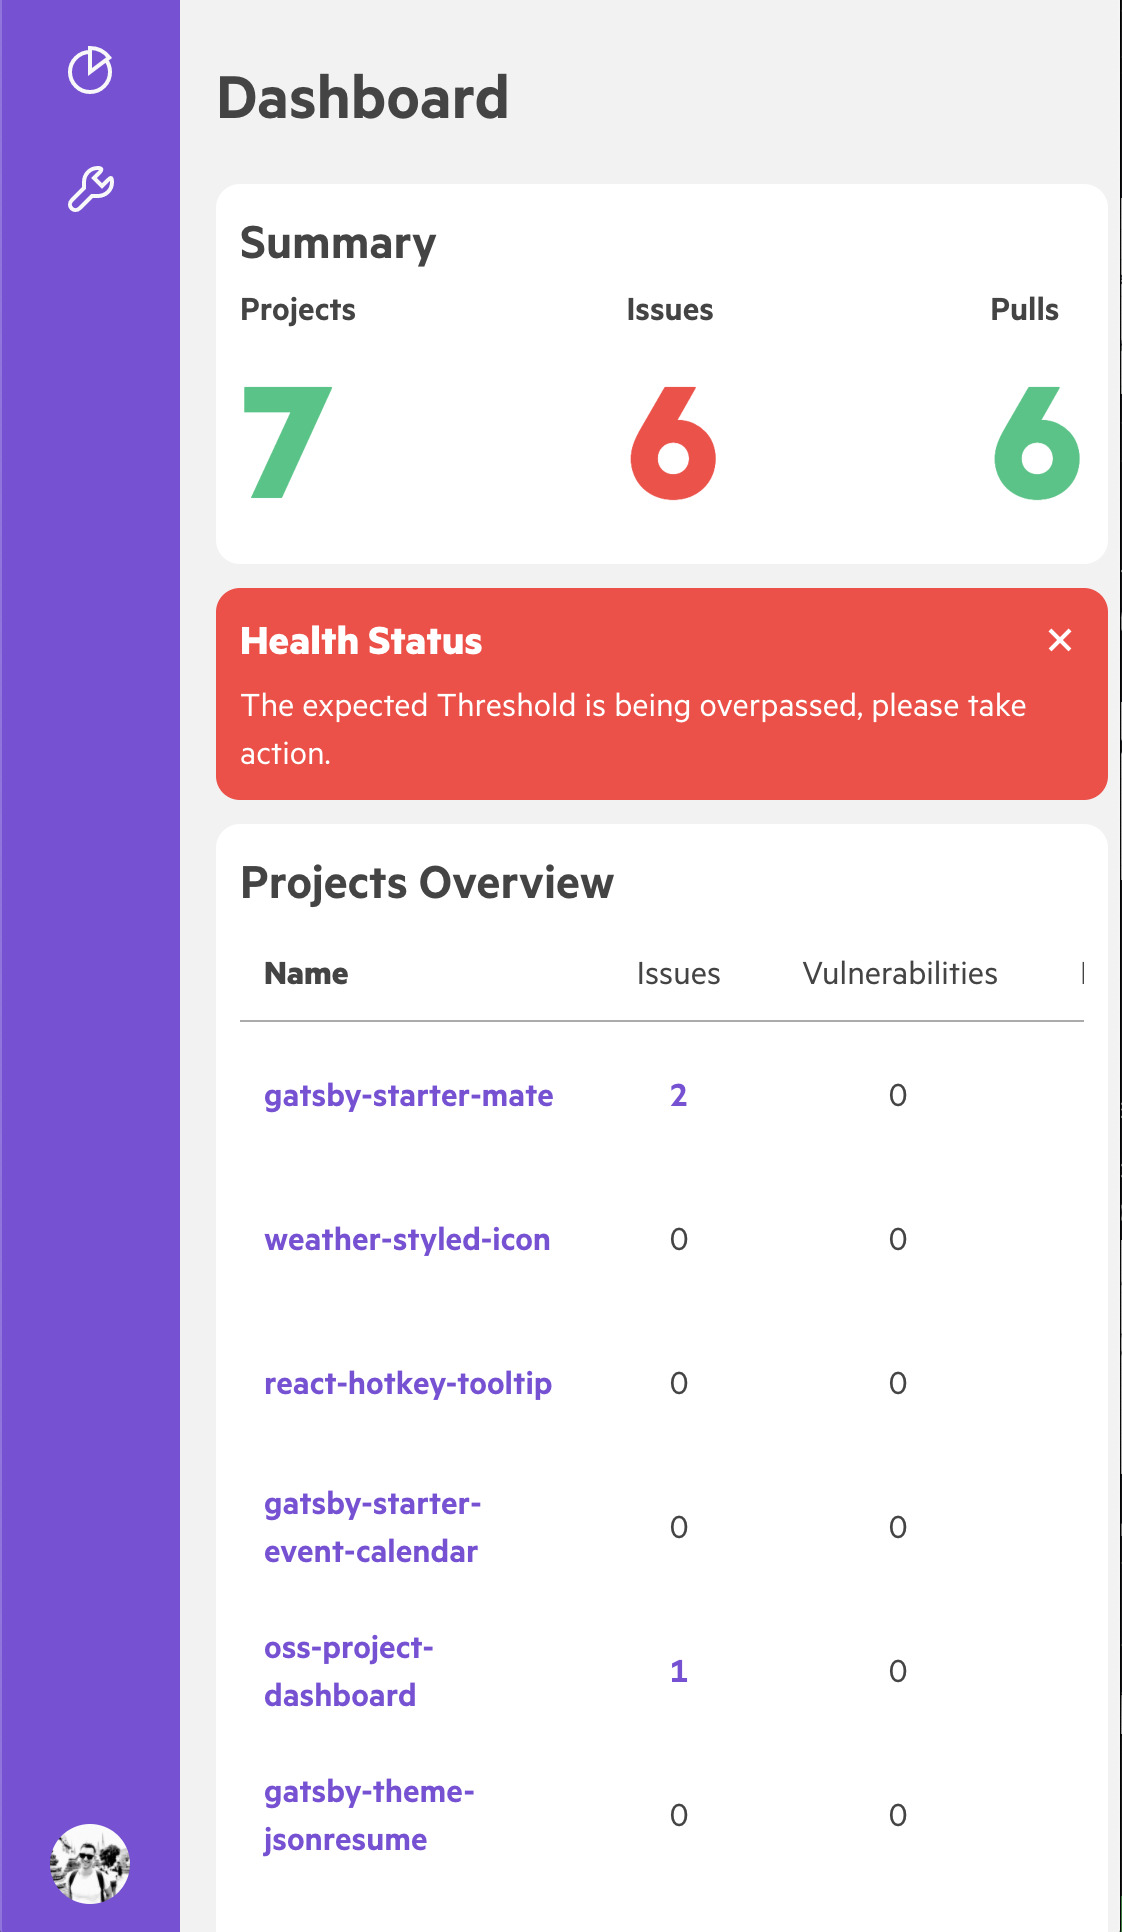 Dashboard
Summary
Projects Issues Pulls
7 6 6
Health Status
The expected Threshold is being overpassed, please take
action.
Projects Overview
Name Issues Vulnerabilities
gatsby-starter-mate 2 0
weather-styled-icon 0 0
react-hotkey-tooltip 0 0
gatsby-starter-
event-calendar 0 0
oss-project-
dashboard 1 0
gatsby-theme-
jsonresume 0 0